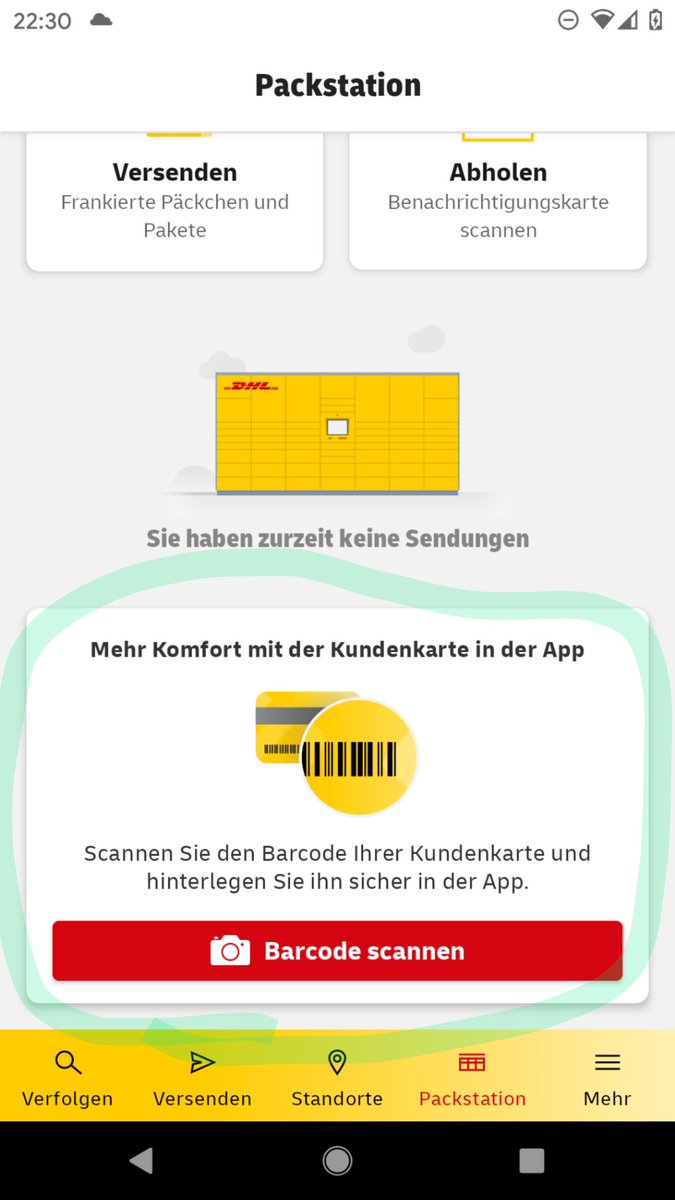 22:30
Packstation
Versenden
Frankierte Päckchen und
Pakete
Abholen
Benachrichtigungskarte
scannen
DHL
Sie haben zurzeit keine Sendungen
Mehr Komfort mit der Kundenkarte in der App
Scannen Sie den Barcode Ihrer Kundenkarte und
hinterlegen Sie ihn sicher in der App.
Barcode scannen
Verfolgen Versenden Standorte Packstation Mehr